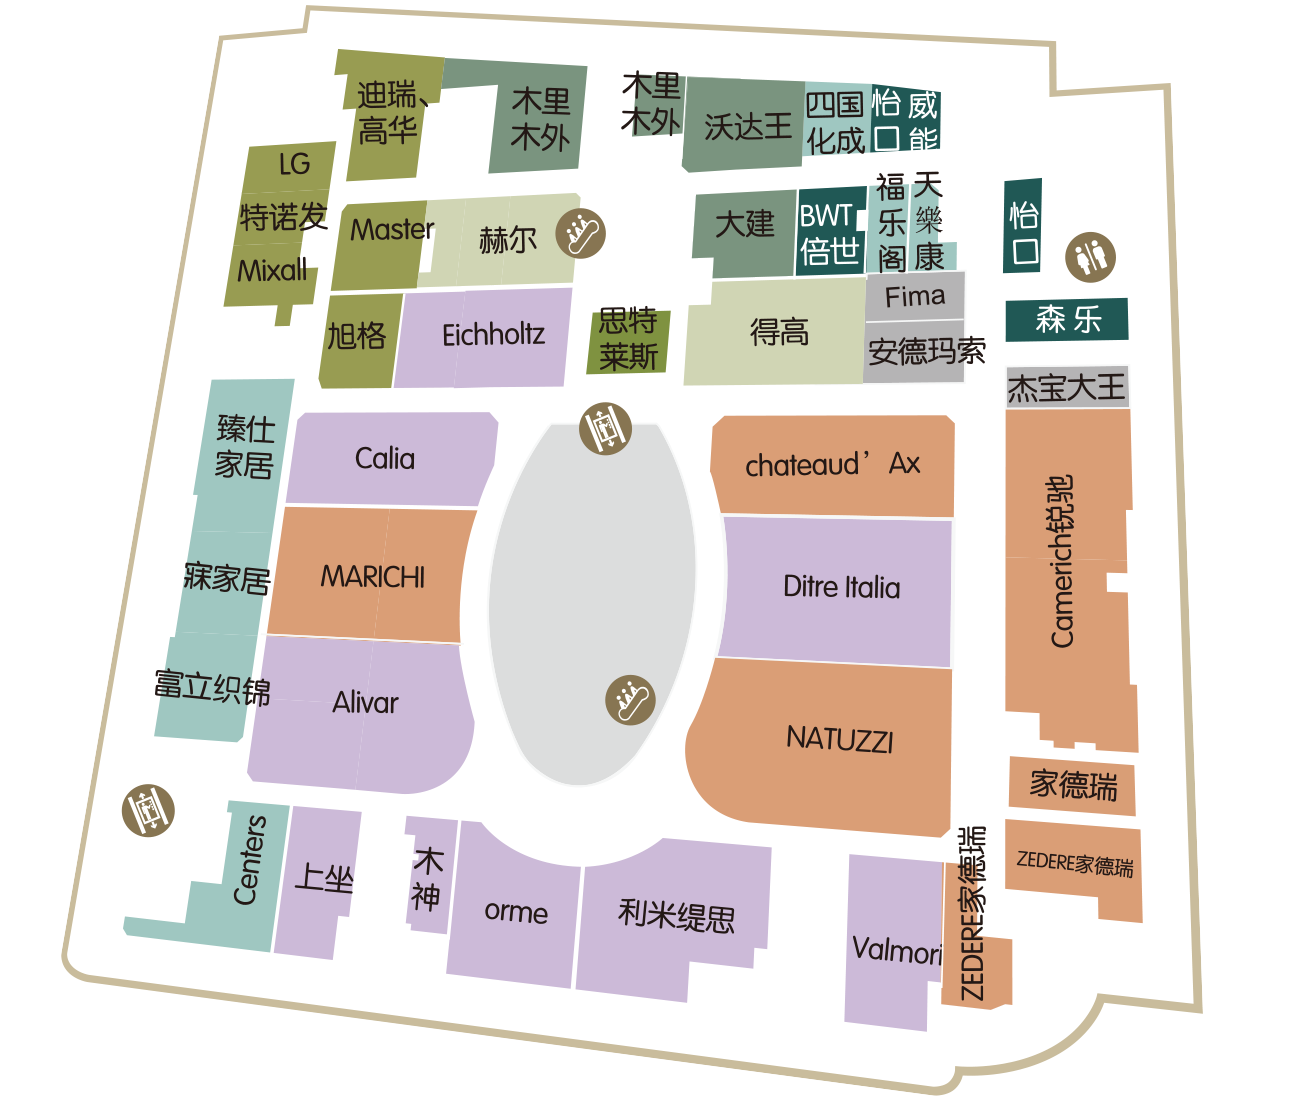 迪瑞、
高华
木里
木外
木里
木外
沃达王
四国
化成
怡
口
威
能
LG
特诺发
Mixall
Master
赫尔
大建
BWT
倍世
福
乐
阁
天
樂
康
怡
口
旭格
Eichholtz
思特
莱斯
得高
Fima
安德玛索
森乐
杰宝大王
臻仕
家居
Calia
chateaud’ Ax
Camerich锐驰
寐家居
MARICHI
Ditre Italia
富立织锦
Alivar
NATUZZI
家德瑞
Centers
上坐
木
神
orme
利米缇思
Valmori
ZEDERE家德瑞
ZEDERE家德瑞